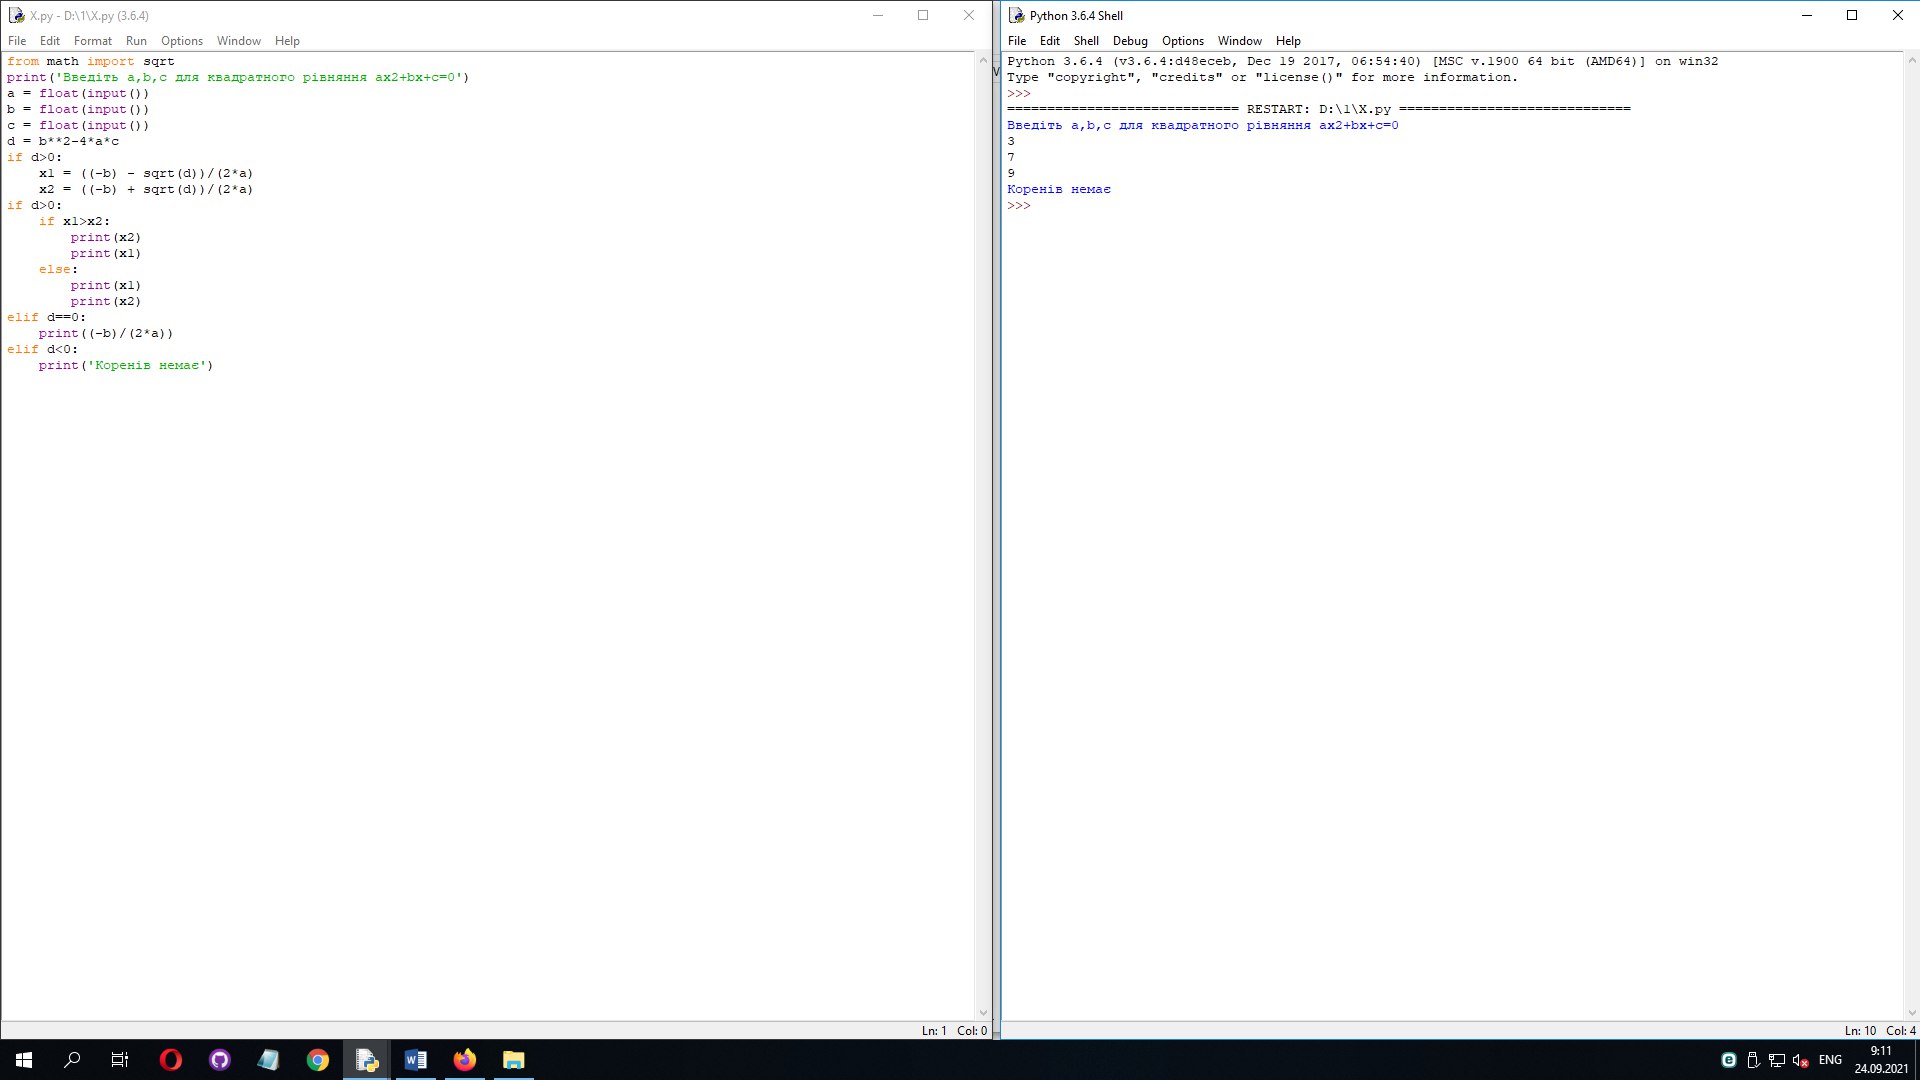 X.py - D:\1\X.py (3.6.4)
File Edit Format Run Options Window Help
from math import sqrt
print('Введіть a,b,c для квадратного рівняння ax2+bx+c=0')
a = float(input())
b = float(input())
c = float(input())
d = b**2-4*a*c
if d>0:
    x1 = ((-b) - sqrt(d))/(2*a)
    x2 = ((-b) + sqrt(d))/(2*a)
if d>0:
    if x1>x2:
        print(x2)
        print(x1)
    else:
        print(x1)
        print(x2)
elif d==0:
    print((-b)/(2*a))
elif d<0:
    print('Коренів немає')
Ln: 1 Col: 0
Python 3.6.4 Shell
File Edit Shell Debug Options Window Help
Python 3.6.4 (v3.6.4:d48eceb, Dec 19 2017, 06:54:40) [MSC v.1900 64 bit (AMD64)] on win32
Type "copyright", "credits" or "license()" for more information.
>>>
============================= RESTART: D:\1\X.py =============================
Введіть a,b,c для квадратного рівняння ax2+bx+c=0
3
7
9
Коренів немає
>>>
Ln: 10 Col: 4
ENG
9:11
24.09.2021